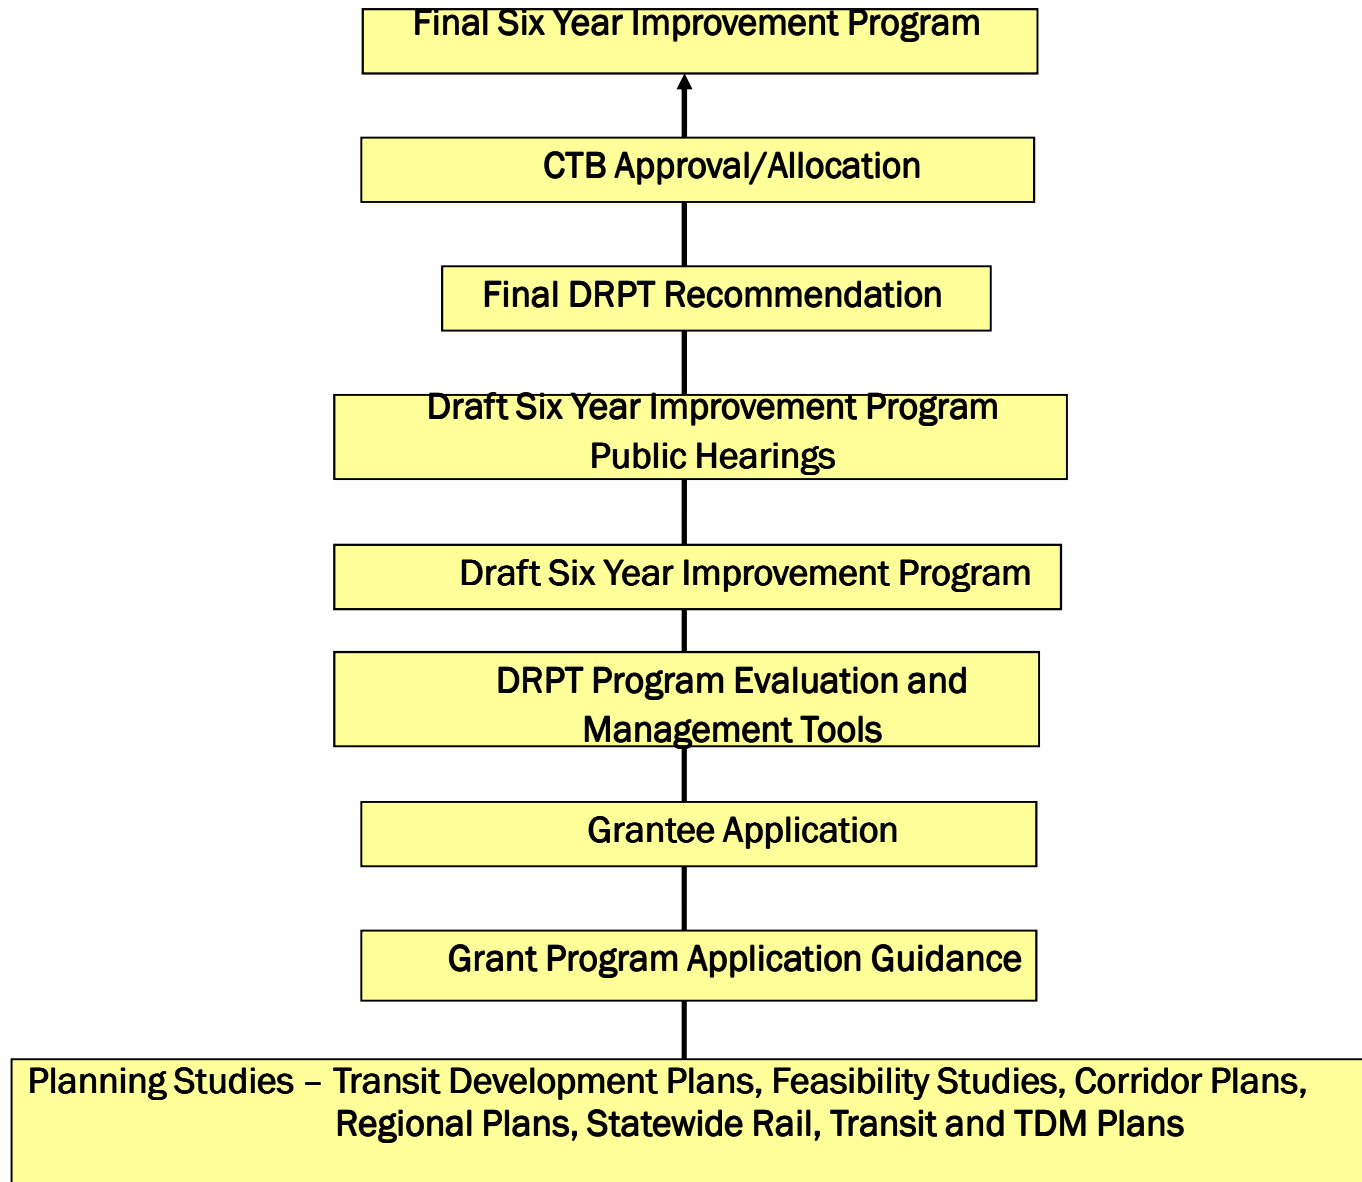 Final Six Year Improvement Program
CTB Approval/Allocation
Final DRPT Recommendation
Draft Six Year Improvement Program
Public Hearings
Draft Six Year Improvement Program
DRPT Program Evaluation and
Management Tools
Grantee Application
Grant Program Application Guidance
Planning Studies – Transit Development Plans, Feasibility Studies, Corridor Plans,
Regional Plans, Statewide Rail, Transit and TDM Plans